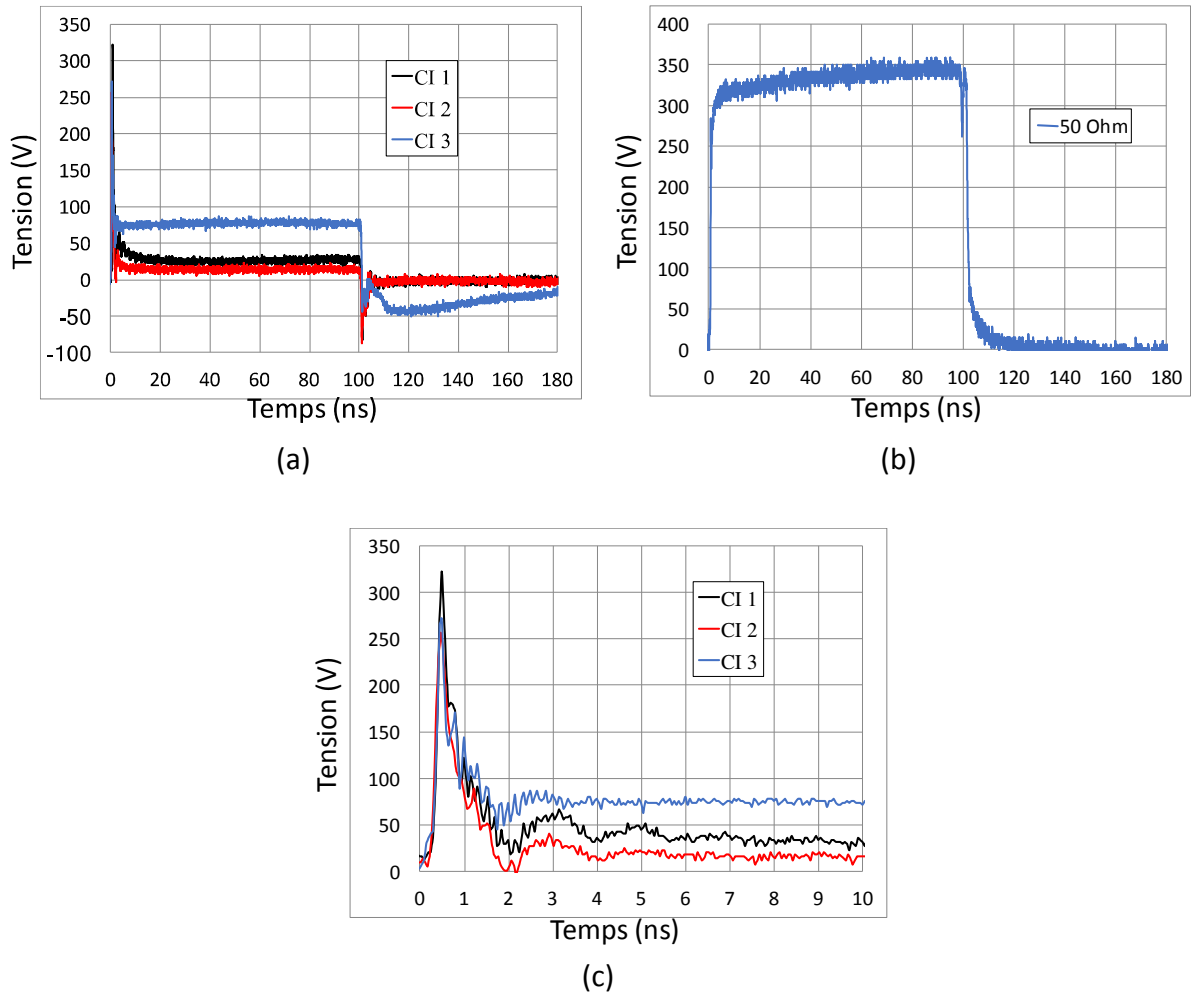 350
300
250
200
150
100
50
0
-50
-100
Tension (V)
CI 1
CI 2
CI 3
0 20 40 60 80 100 120 140 160 180
Temps (ns)
(a)
400
350
300
250
200
150
100
50
0
Tension (V)
50 Ohm
0 20 40 60 80 100 120 140 160 180
Temps (ns)
(b)
350
300
250
200
150
100
50
0
Tension (V)
CI 1
CI 2
CI 3
0 1 2 3 4 5 6 7 8 9 10
Temps (ns)
(c)